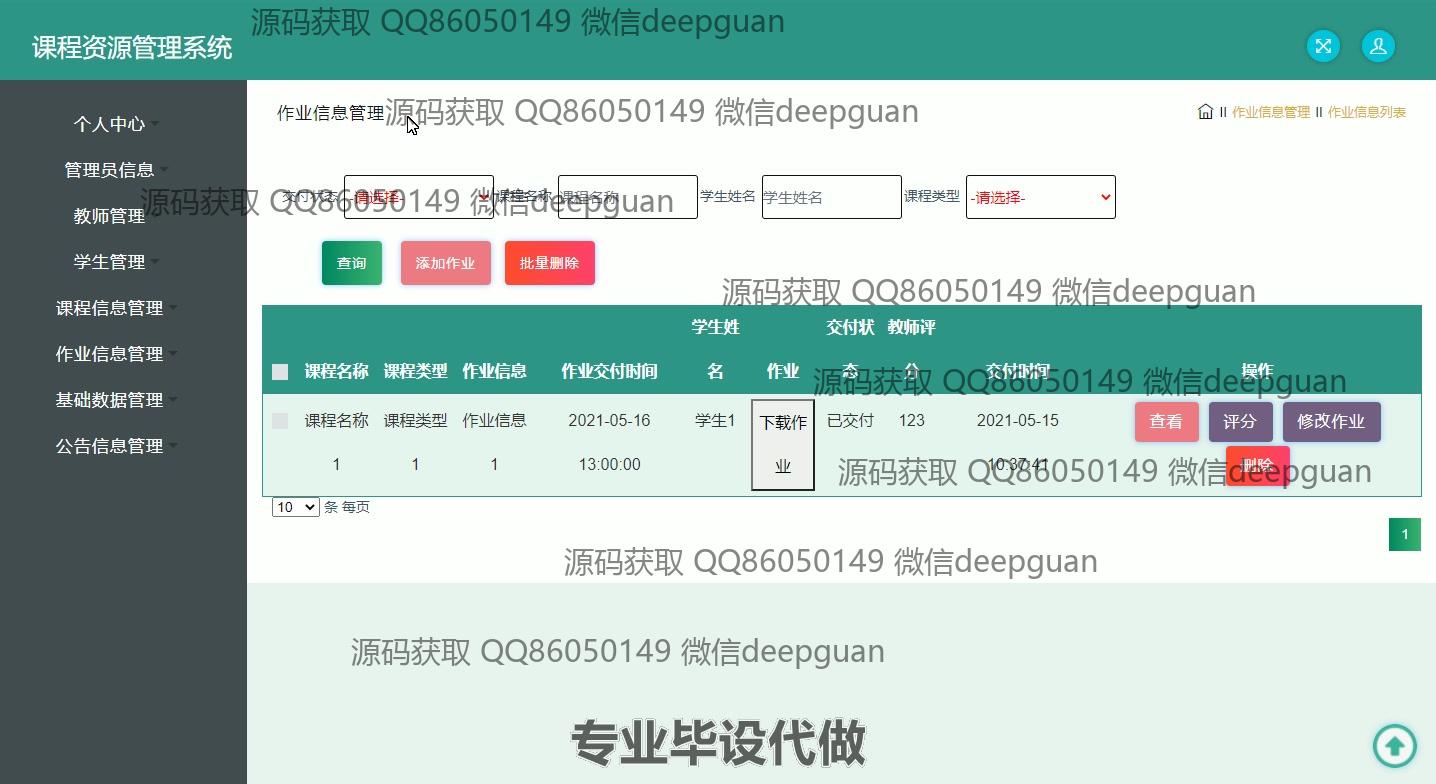 源码获取 QQ86050149 微信deepguan
课程资源管理系统
个人中心
管理员信息
教师管理
学生管理
课程信息管理
作业信息管理
基础数据管理
公告信息管理
作业信息管理
源码获取 QQ86050149 微信deepguan
作业信息管理 II 作业信息列表
交付状态 -请选择- 课程名称 课程名称 学生姓名 学生姓名 课程类型 -请选择-
源码获取 QQ86050149 微信deepguan
查询 添加作业 批量删除
源码获取 QQ86050149 微信deepguan
课程名称 课程类型 作业信息 作业交付时间 学生姓名 作业 交付状态 教师评分 交付时间 操作
源码获取 QQ86050149 微信deepguan
课程名称1 课程类型1 作业信息1 2021-05-16 13:00:00 学生1 下载作业 已交付 123 2021-05-15 10:37:41 查看 评分 修改作业 删除
源码获取 QQ86050149 微信deepguan
10 条 每页
1
源码获取 QQ86050149 微信deepguan
源码获取 QQ86050149 微信deepguan
专业毕设代做